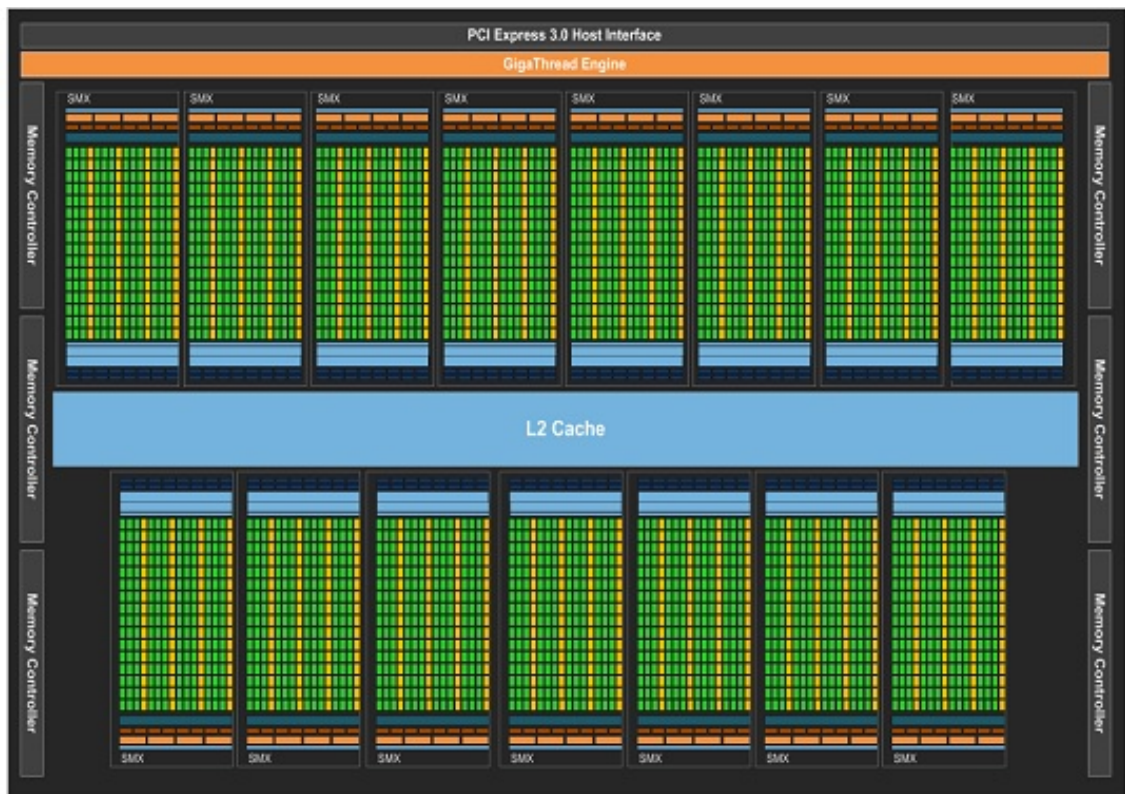 PCI Express 3.0 Host Interface
GigaThread Engine
SMX
SMX
SMX
SMX
SMX
SMX
SMX
SMX
Memory Controller
Memory Controller
L2 Cache
Memory Controller
Memory Controller
Memory Controller
Memory Controller
SMX
SMX
SMX
SMX
SMX
SMX
SMX